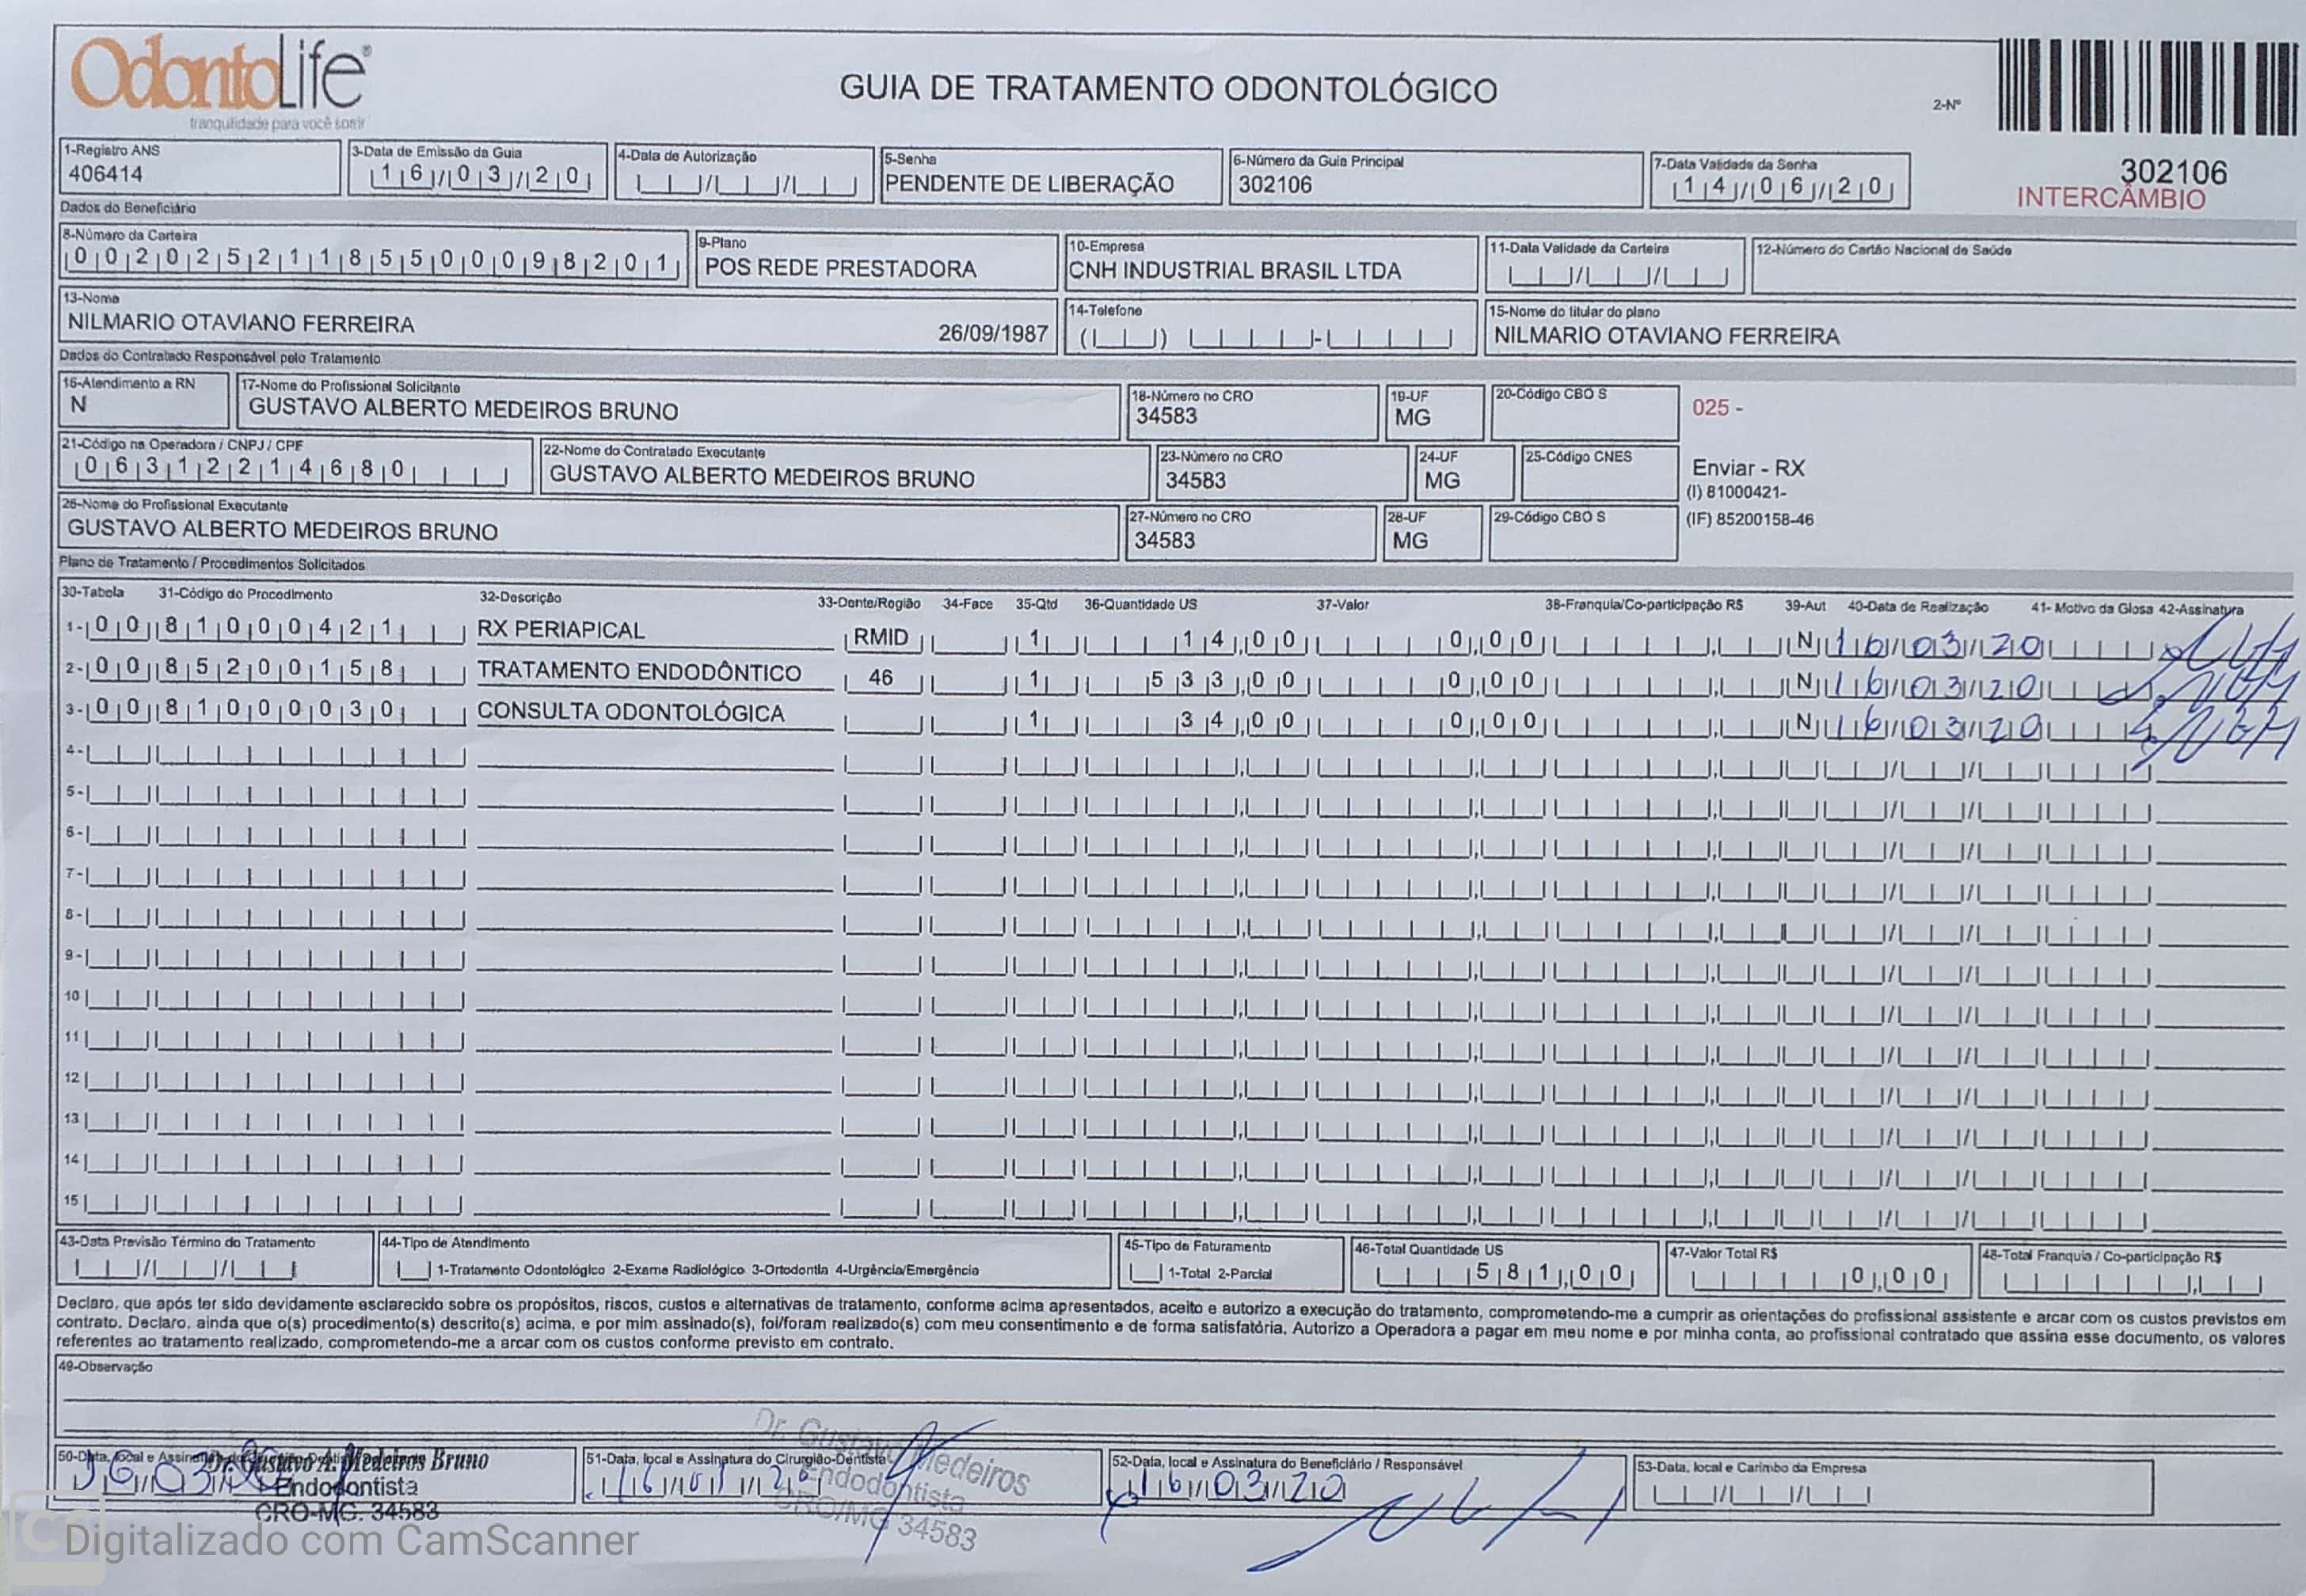 OdontoLife®
tranquilidade para você sorrir
GUIA DE TRATAMENTO ODONTOLÓGICO
2-Nº
302106
INTERCÂMBIO
1-Registro ANS
406414
3-Data de Emissão da Guia
16/03/20
4-Data de Autorização
5-Senha
PENDENTE DE LIBERAÇÃO
6-Número da Guia Principal
302106
7-Data Validade da Senha
14/06/20
Dados do Beneficiário
8-Número da Carteira
00202521185500098201
9-Plano
POS REDE PRESTADORA
10-Empresa
CNH INDUSTRIAL BRASIL LTDA
11-Data Validade da Carteira
12-Número do Cartão Nacional de Saúde
13-Nome
NILMARIO OTAVIANO FERREIRA 26/09/1987
14-Telefone
15-Nome do titular do plano
NILMARIO OTAVIANO FERREIRA
Dados do Contratado Responsável pelo Tratamento
16-Atendimento a RN
N
17-Nome do Profissional Solicitante
GUSTAVO ALBERTO MEDEIROS BRUNO
18-Número no CRO
34583
19-UF
MG
20-Código CBO S
025 -
21-Código na Operadora / CNPJ / CPF
06312214680
22-Nome do Contratado Executante
GUSTAVO ALBERTO MEDEIROS BRUNO
23-Número no CRO
34583
24-UF
MG
25-Código CNES
Enviar - RX
(I) 81000421-
(IF) 85200158-46
26-Nome do Profissional Executante
GUSTAVO ALBERTO MEDEIROS BRUNO
27-Número no CRO
34583
28-UF
MG
29-Código CBO S
Plano de Tratamento / Procedimentos Solicitados
30-Tabela 31-Código do Procedimento 32-Descrição 33-Dente/Região 34-Face 35-Qtd 36-Quantidade US 37-Valor 38-Franquia/Co-participação R$ 39-Aut 40-Data de Realização 41- Motivo da Glosa 42-Assinatura
1- 00 81000421 RX PERIAPICAL RMID 1 14,00 0,00 N 16/03/20
2- 00 85200158 TRATAMENTO ENDODÔNTICO 46 1 533,00 0,00 N 16/03/20
3- 00 81000030 CONSULTA ODONTOLÓGICA 1 34,00 0,00 N 16/03/20
4-
5-
6-
7-
8-
9-
10
11
12
13
14
15
43-Data Previsão Término do Tratamento
44-Tipo de Atendimento
1-Tratamento Odontológico 2-Exame Radiológico 3-Ortodontia 4-Urgência/Emergência
45-Tipo de Faturamento
1-Total 2-Parcial
46-Total Quantidade US
581,00
47-Valor Total R$
0,00
48-Total Franquia / Co-participação R$
Declaro, que após ter sido devidamente esclarecido sobre os propósitos, riscos, custos e alternativas de tratamento, conforme acima apresentados, aceito e autorizo a execução do tratamento, comprometendo-me a cumprir as orientações do profissional assistente e arcar com os custos previstos em
contrato. Declaro, ainda que o(s) procedimento(s) descrito(s) acima, e por mim assinado(s), foi/foram realizado(s) com meu consentimento e de forma satisfatória. Autorizo a Operadora a pagar em meu nome e por minha conta, ao profissional contratado que assina esse documento, os valores
referentes ao tratamento realizado, comprometendo-me a arcar com os custos conforme previsto em contrato.
49-Observação
50-Data, local e
Dr. Gustavo A. Medeiros Bruno
Endodontista
CRO-MG: 34583
51-Data, local e Assinatura do Cirurgião-Dentista
Dr. Gustavo Medeiros
Endodontista
CRO/MG 34583
52-Data, local e Assinatura do Beneficiário / Responsável
16/03/20
53-Data, local e Carimbo da Empresa
CS
Digitalizado com CamScanner